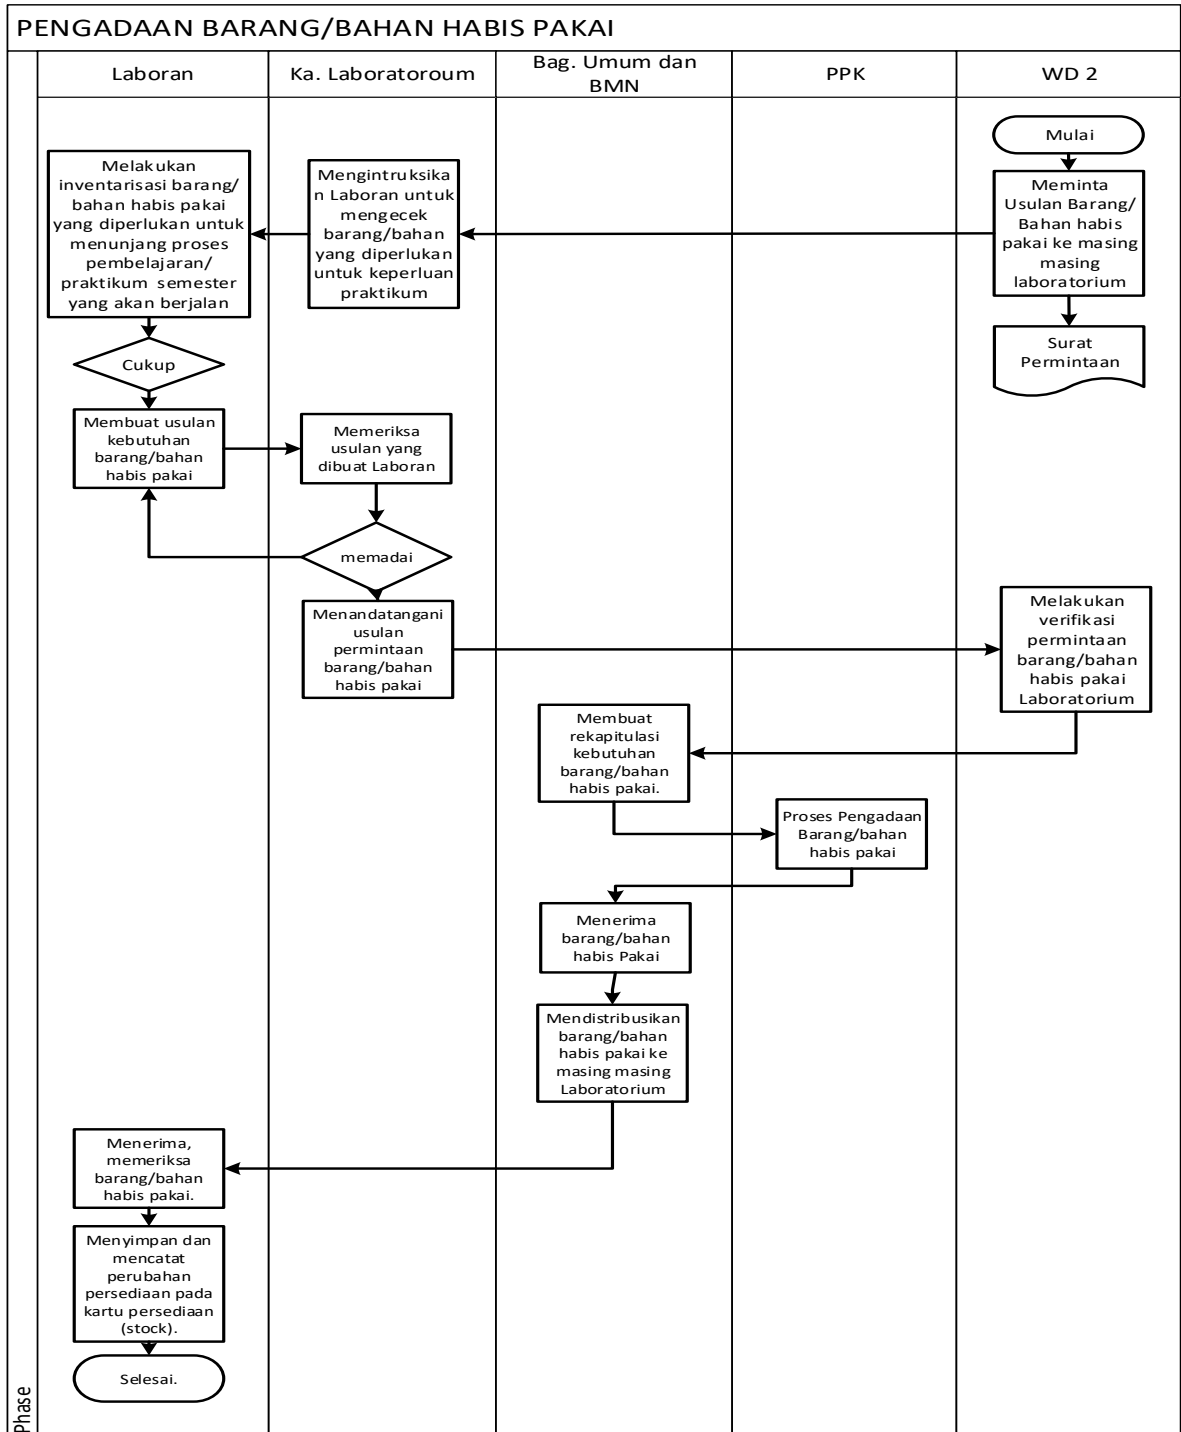 PENGADAAN BARANG/BAHAN HABIS PAKAI
Laboran
Ka. Laboratoroum
Bag. Umum dan
BMN
PPK
WD 2
Mulai
Meminta
Usulan Barang/
Bahan habis
pakai ke masing
masing
laboratorium
Surat
Permintaan
Mengintruksika
n Laboran untuk
mengecek
barang/bahan
yang diperlukan
untuk keperluan
praktikum
Melakukan
inventarisasi barang/
bahan habis pakai
yang diperlukan untuk
menunjang proses
pembelajaran/
praktikum semester
yang akan berjalan
Cukup
Membuat usulan
kebutuhan
barang/bahan
habis pakai
Memeriksa
usulan yang
dibuat Laboran
memadai
Menandatangani
usulan
permintaan
barang/bahan
habis pakai
Melakukan
verifikasi
permintaan
barang/bahan
habis pakai
Laboratorium
Membuat
rekapitulasi
kebutuhan
barang/bahan
habis pakai.
Proses Pengadaan
Barang/bahan
habis pakai
Menerima
barang/bahan
habis Pakai
Mendistribusikan
barang/bahan
habis pakai ke
masing masing
Laboratorium
Menerima,
memeriksa
barang/bahan
habis pakai.
Menyimpan dan
mencatat
perubahan
persediaan pada
kartu persediaan
(stock).
Selesai.
Phase